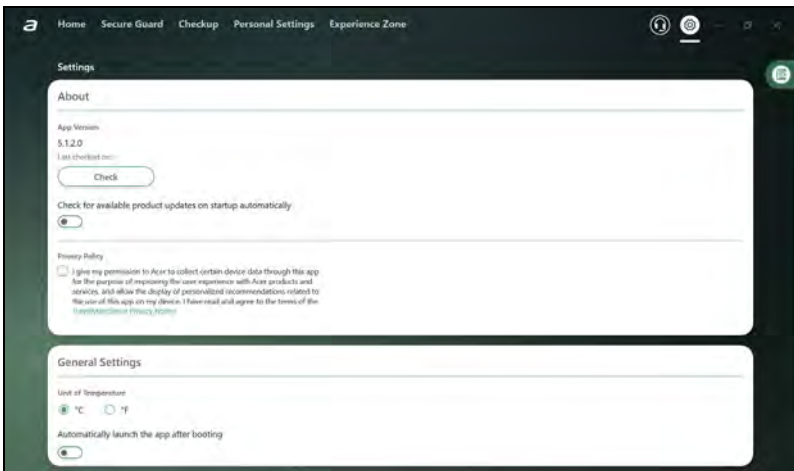 a Home Secure Guard Checkup Personal Settings Experience Zone
Settings
About
App Version
5.1.2.0
Last checked on:
Check
Check for available product updates on startup automatically
Privacy Policy
I give my permission to Acer to collect certain device data through this app
for the purpose of improving the user experience with Acer products and
services, and allow the display of personalized recommendations related to
the use of this app on my device. I have read and agree to the terms of the
Privacy
General Settings
Unit of Temperature
°C °F
Automatically launch the app after booting